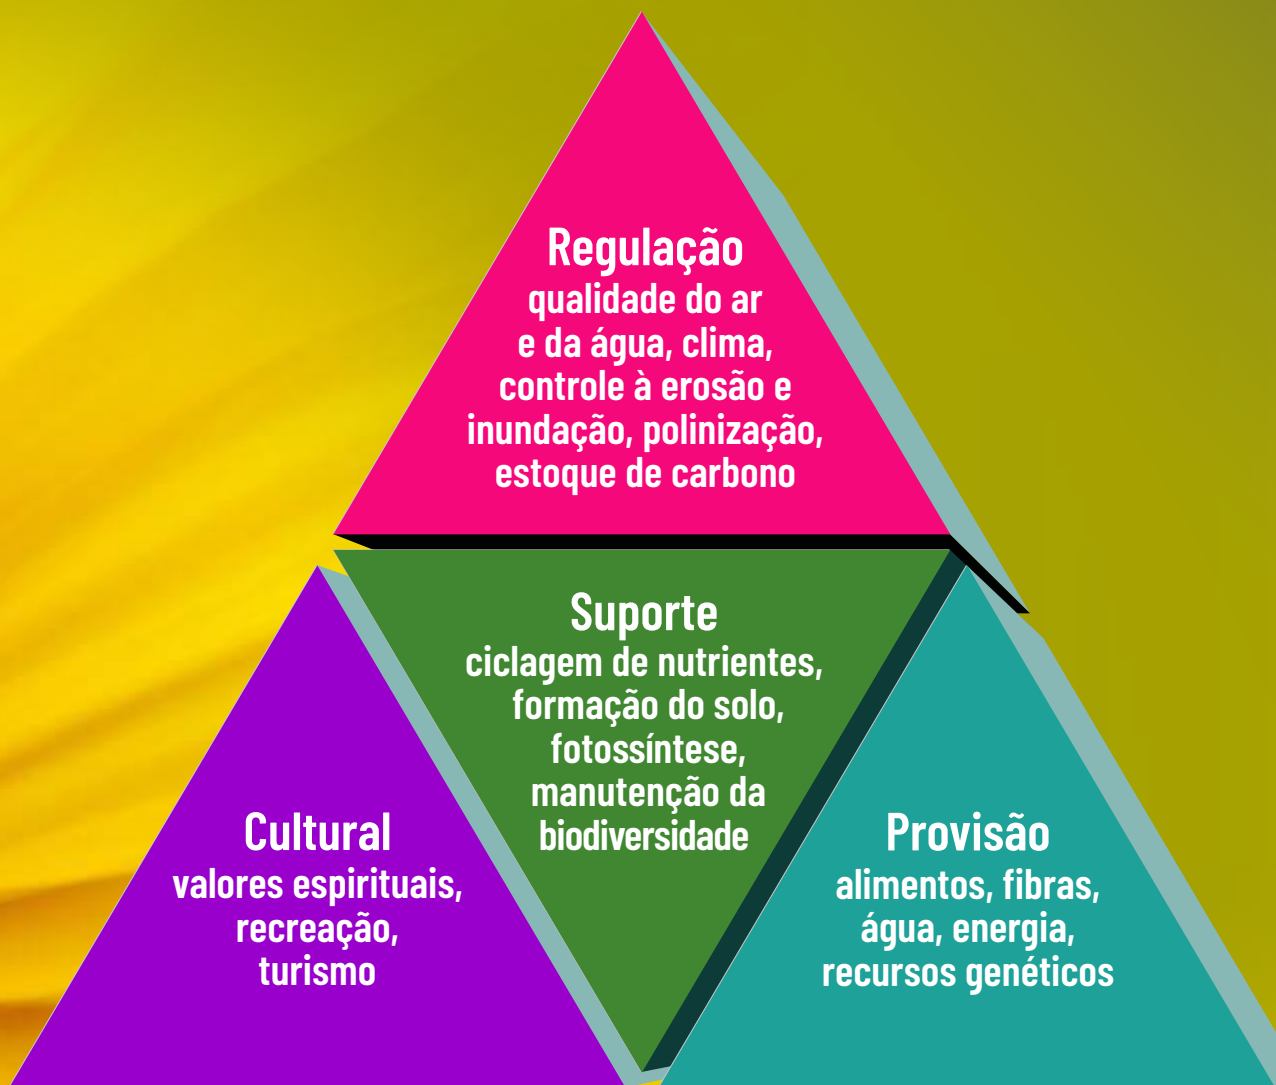 Regulação
qualidade do ar
e da água, clima,
controle à erosão e
inundação, polinização,
estoque de carbono
Suporte
ciclagem de nutrientes,
formação do solo,
fotossíntese,
manutenção da
biodiversidade
Cultural
valores espirituais,
recreação,
turismo
Provisão
alimentos, fibras,
água, energia,
recursos genéticos